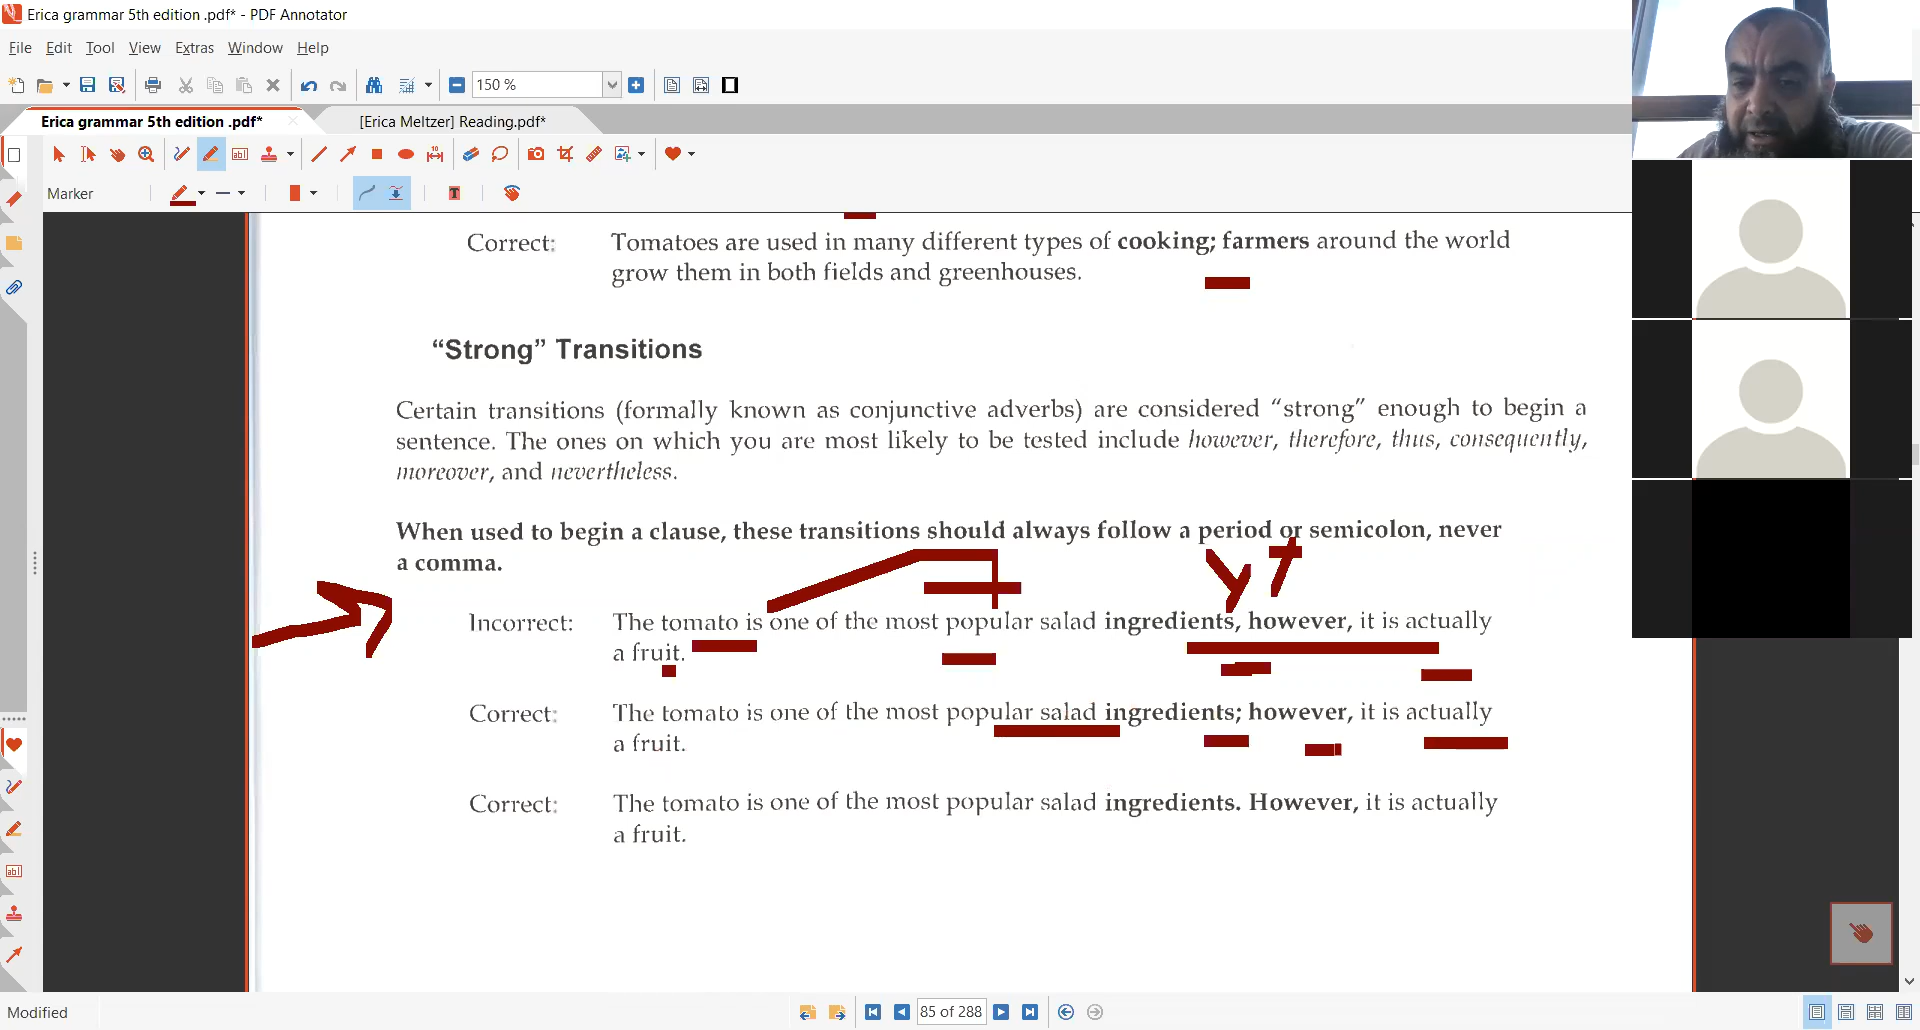 Erica grammar 5th edition .pdf* - PDF Annotator
File Edit Tool View Extras Window Help
150 %
Erica grammar 5th edition .pdf* [Erica Meltzer] Reading.pdf*
Marker
Correct: Tomatoes are used in many different types of cooking; farmers around the world
grow them in both fields and greenhouses.
“Strong” Transitions
Certain transitions (formally known as conjunctive adverbs) are considered “strong” enough to begin a
sentence. The ones on which you are most likely to be tested include however, therefore, thus, consequently,
moreover, and nevertheless.
When used to begin a clause, these transitions should always follow a period or semicolon, never
a comma.
Incorrect: The tomato is one of the most popular salad ingredients, however, it is actually
a fruit.
Correct: The tomato is one of the most popular salad ingredients; however, it is actually
a fruit.
Correct: The tomato is one of the most popular salad ingredients. However, it is actually
a fruit.
Modified
85 of 288